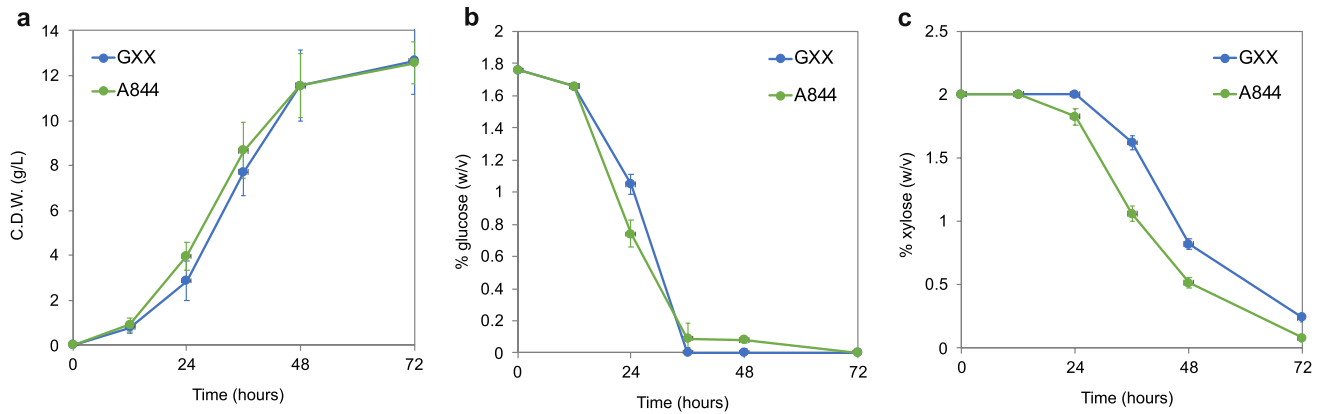 a
14
12
10
8
6
4
2
0
C.D.W. (g/L)
GXX
A844
0 24 48 72
Time (hours)
b
2
1.8
1.6
1.4
1.2
1
0.8
0.6
0.4
0.2
0
% glucose (w/v)
GXX
A844
0 24 48 72
Time (hours)
c
2.5
2
1.5
1
0.5
0
% xylose (w/v)
GXX
A844
0 24 48 72
Time (hours)